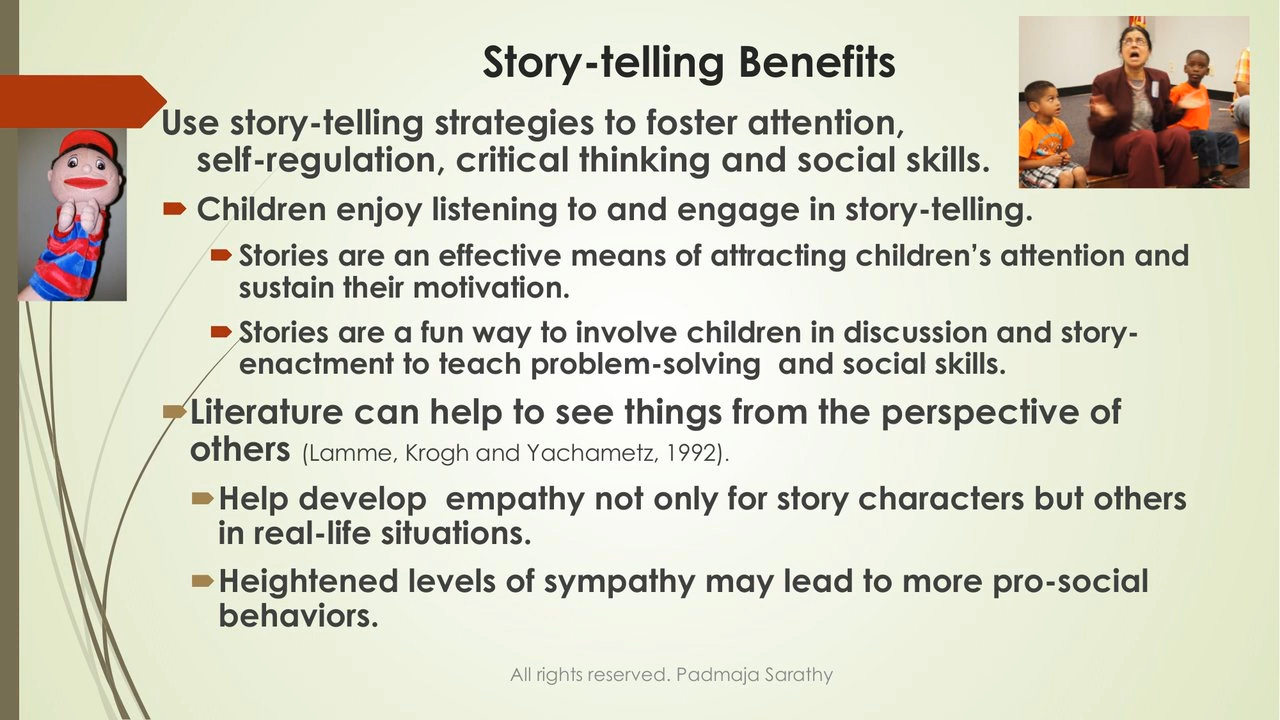 Story-telling Benefits
Use story-telling strategies to foster attention,
self-regulation, critical thinking and social skills.
Children enjoy listening to and engage in story-telling.
Stories are an effective means of attracting children’s attention and
sustain their motivation.
Stories are a fun way to involve children in discussion and story-
enactment to teach problem-solving  and social skills.
Literature can help to see things from the perspective of
others (Lamme, Krogh and Yachametz, 1992).
Help develop  empathy not only for story characters but others
in real-life situations.
Heightened levels of sympathy may lead to more pro-social
behaviors.
All rights reserved. Padmaja Sarathy